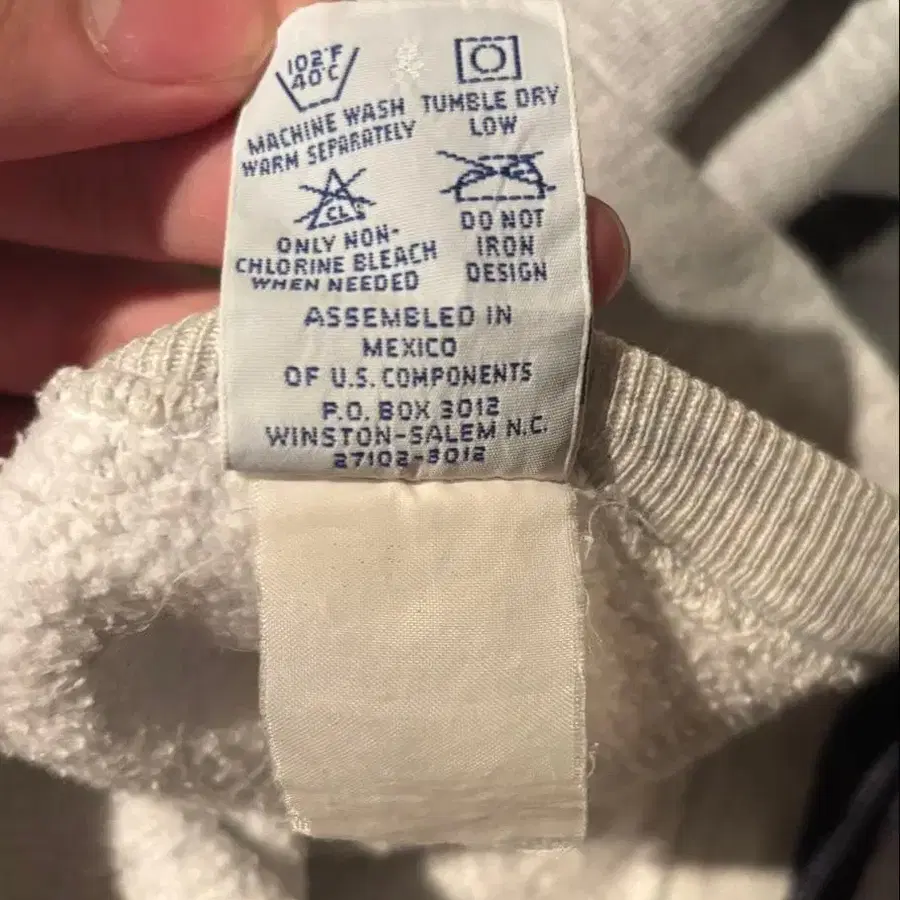 102°F
40°C
MACHINE WASH
WARM SEPARATELY
TUMBLE DRY
LOW
CL
ONLY NON-
CHLORINE BLEACH
WHEN NEEDED
DO NOT
IRON
DESIGN
ASSEMBLED IN
MEXICO
OF U.S. COMPONENTS
P.O. BOX 3012
WINSTON-SALEM N.C.
27102-3012